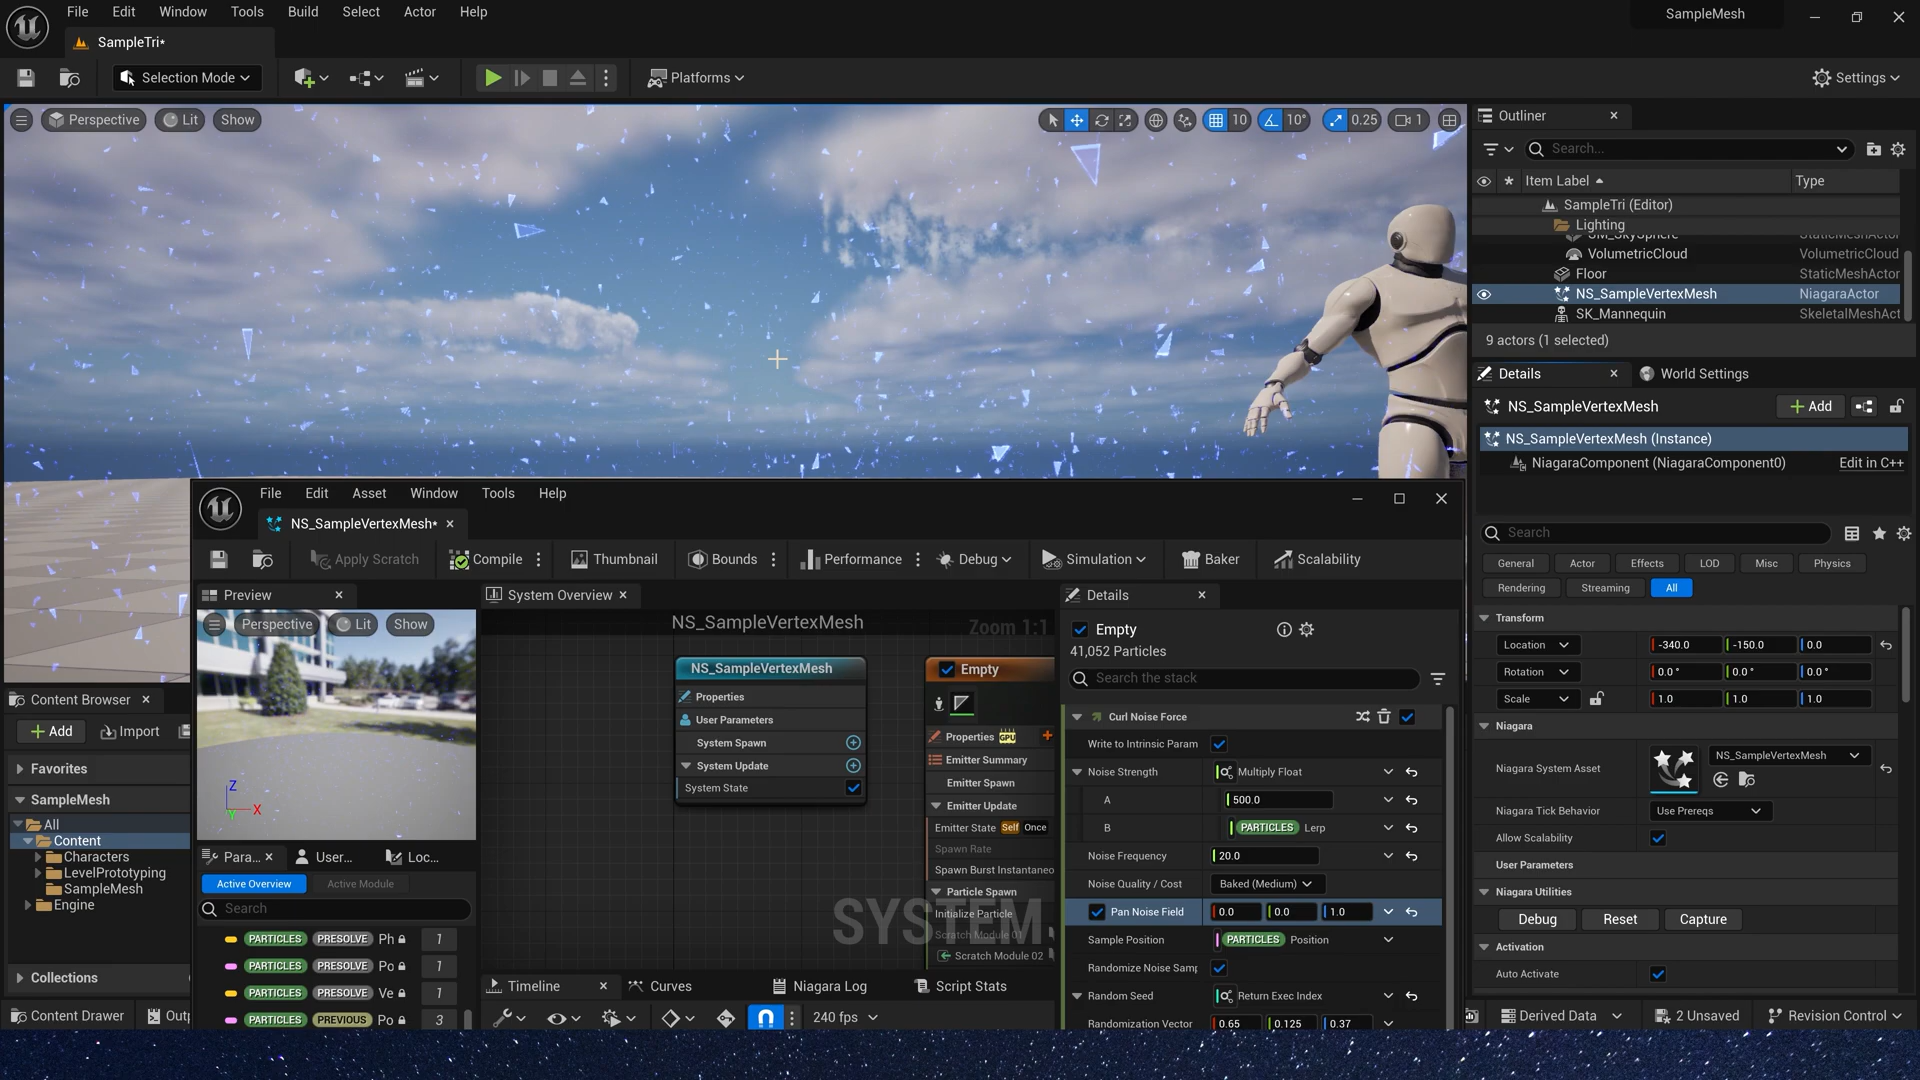 File Edit Window Tools Build Select Actor Help
SampleMesh
SampleTri*
Selection Mode
Platforms
Settings
Perspective Lit Show
10 10° 0.25 1
Outliner
Search...
Item Label Type
SampleTri (Editor)
Lighting
SM_SkySphere StaticMeshActor
VolumetricCloud VolumetricCloud
Floor StaticMeshActor
NS_SampleVertexMesh NiagaraActor
SK_Mannequin SkeletalMeshAct
9 actors (1 selected)
Details World Settings
NS_SampleVertexMesh Add
NS_SampleVertexMesh (Instance)
NiagaraComponent (NiagaraComponent0) Edit in C++
Search
General Actor Effects LOD Misc Physics
Rendering Streaming All
Transform
Location -340.0 -150.0 0.0
Rotation 0.0° 0.0° 0.0°
Scale 1.0 1.0 1.0
Niagara
Niagara System Asset NS_SampleVertexMesh
Niagara Tick Behavior Use Prereqs
Allow Scalability
User Parameters
Niagara Utilities
Debug Reset Capture
Activation
Auto Activate
File Edit Asset Window Tools Help
NS_SampleVertexMesh*
Apply Scratch Compile Thumbnail Bounds Performance Debug Simulation Baker Scalability
Preview
Perspective Lit Show
Z
X
Y
Para... User... Loc...
Active Overview Active Module
Search
PARTICLES PRESOLVE Ph 1
PARTICLES PRESOLVE Po 1
PARTICLES PRESOLVE Ve 1
PARTICLES PREVIOUS Po 3
System Overview
NS_SampleVertexMesh
Zoom 1:1
NS_SampleVertexMesh
Properties
User Parameters
System Spawn
System Update
System State
Empty
Properties GPU
Emitter Summary
Emitter Spawn
Emitter Update
Emitter State Self Once
Spawn Rate
Spawn Burst Instantaneo
Particle Spawn
Initialize Particle
Scratch Module 01
Scratch Module 02
SYSTEM
Timeline Curves Niagara Log Script Stats
240 fps
Details
Empty
41,052 Particles
Search the stack
Curl Noise Force
Write to Intrinsic Param
Noise Strength Multiply Float
A 500.0
B PARTICLES Lerp
Noise Frequency 20.0
Noise Quality / Cost Baked (Medium)
Pan Noise Field 0.0 0.0 1.0
Sample Position PARTICLES Position
Randomize Noise Samp
Random Seed Return Exec Index
Randomization Vector 0.65 0.125 0.37
Content Browser
Add Import
Favorites
SampleMesh
All
Content
Characters
LevelPrototyping
SampleMesh
Engine
Collections
Content Drawer Outp
Derived Data 2 Unsaved Revision Control